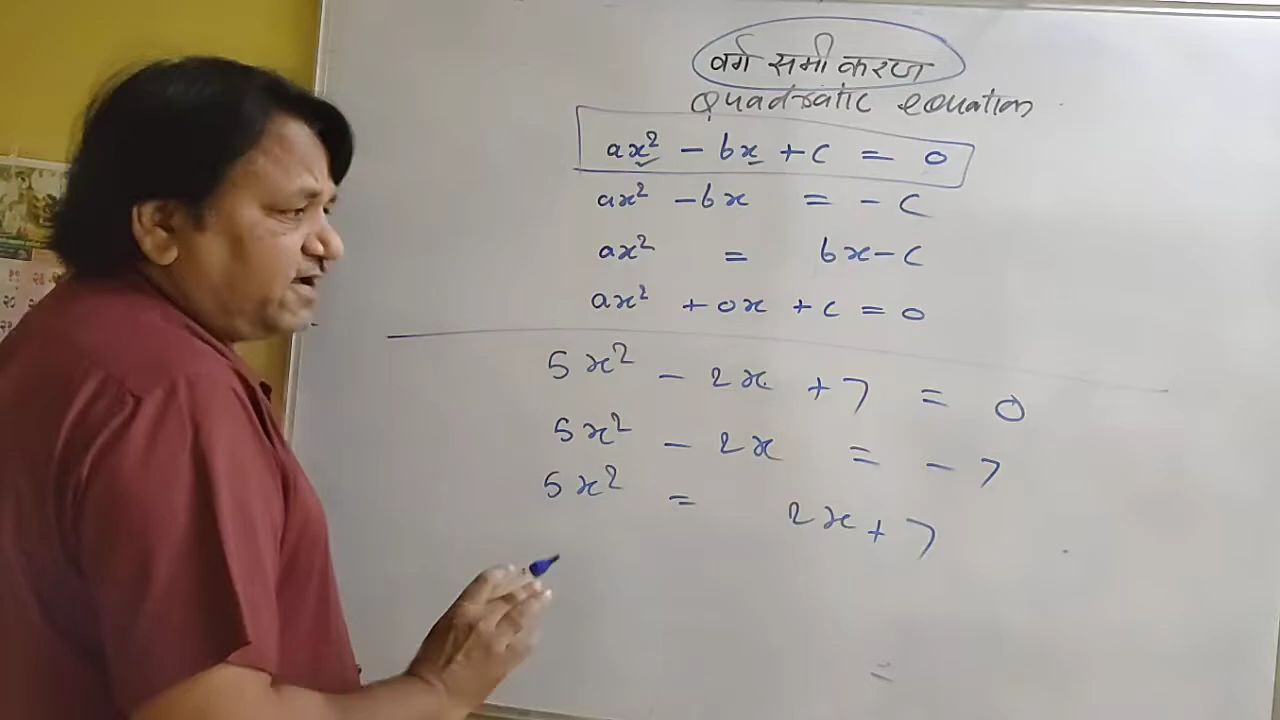 वर्ग समीकरण
Quadratic equation
ax² - bx + c = 0
ax² - bx = - c
ax² = bx - c
ax² + 0x + c = 0
5x² - 2x + 7 = 0
5x² - 2x = - 7
5x² = 2x + 7
=